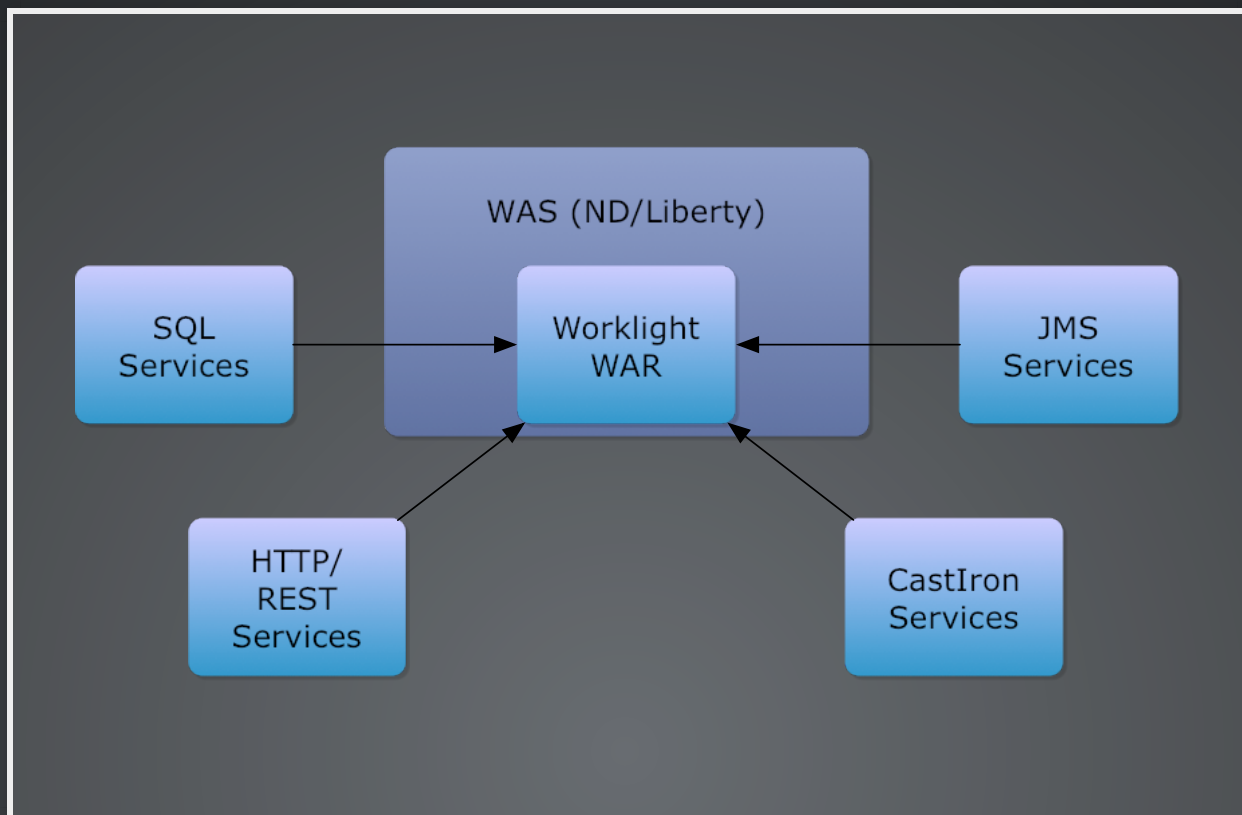 WAS (ND/Liberty)
SQL
Services
Worklight
WAR
JMS
Services
HTTP/
REST
Services
CastIron
Services